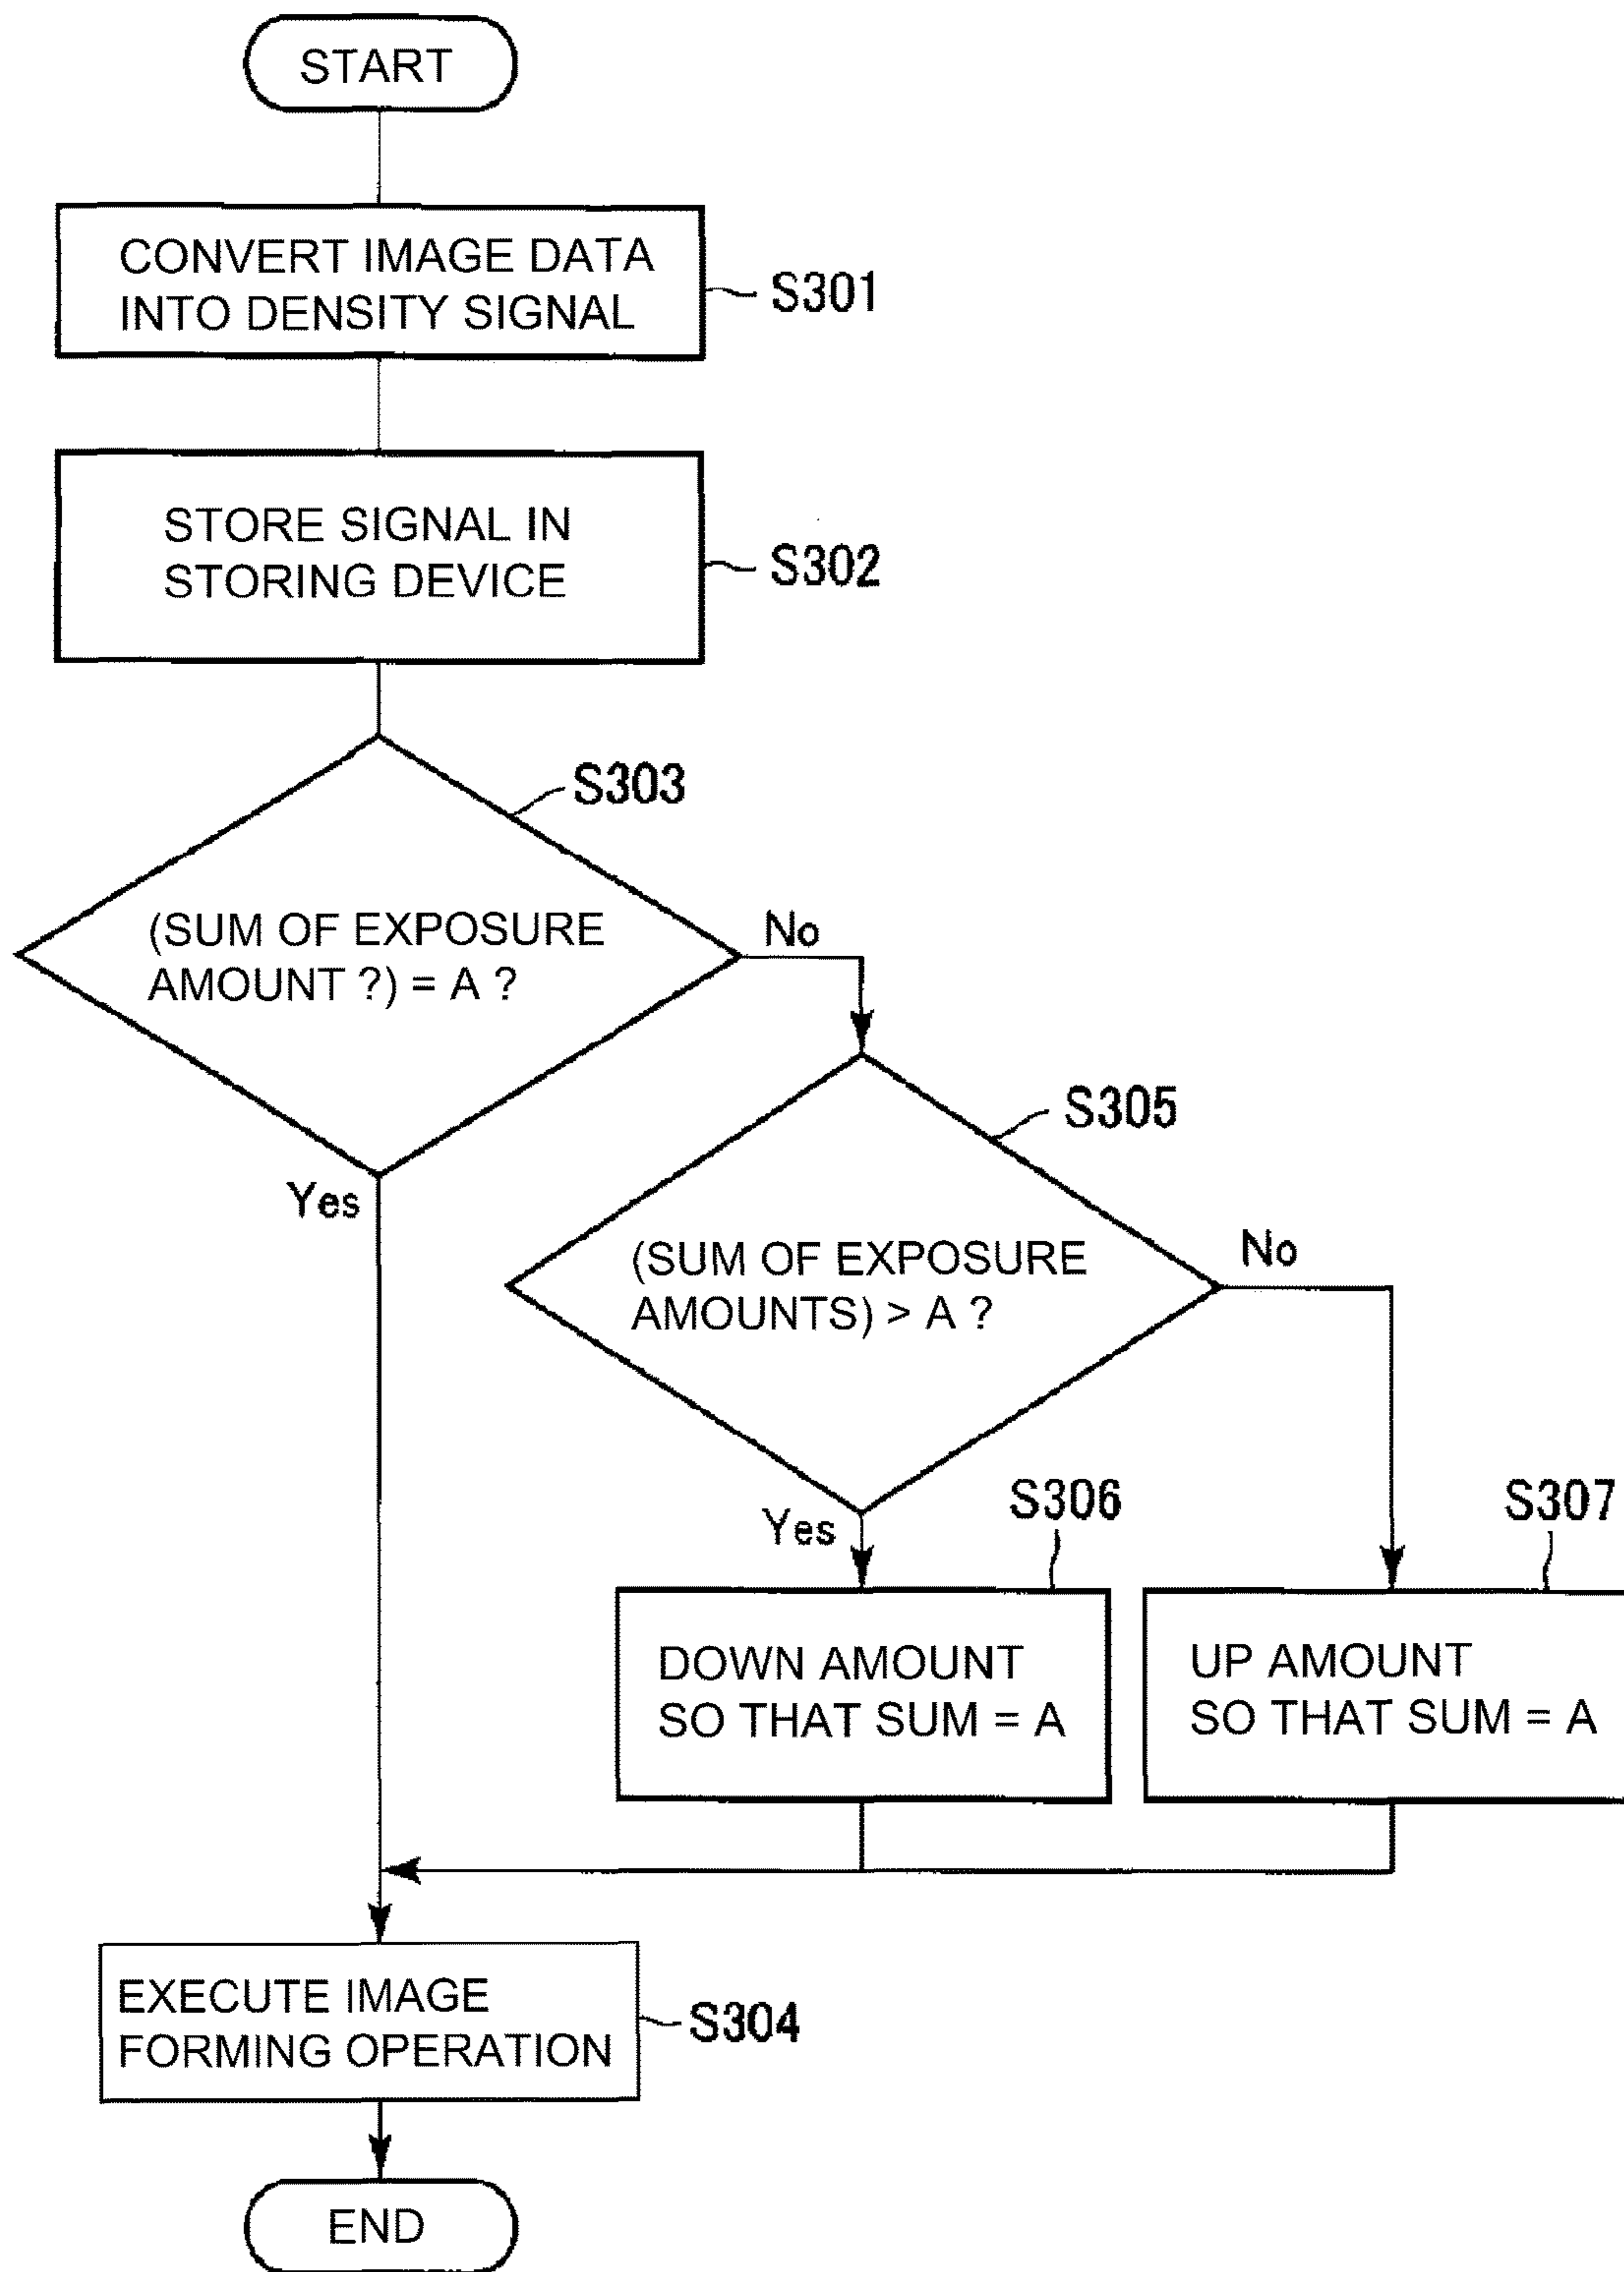 START
CONVERT IMAGE DATA
INTO DENSITY SIGNAL
S301
STORE SIGNAL IN
STORING DEVICE
S302
S303
(SUM OF EXPOSURE
AMOUNT ?) = A ?
No
Yes
S305
(SUM OF EXPOSURE
AMOUNTS) > A ?
No
Yes
S306
DOWN AMOUNT
SO THAT SUM = A
S307
UP AMOUNT
SO THAT SUM = A
EXECUTE IMAGE
FORMING OPERATION
S304
END